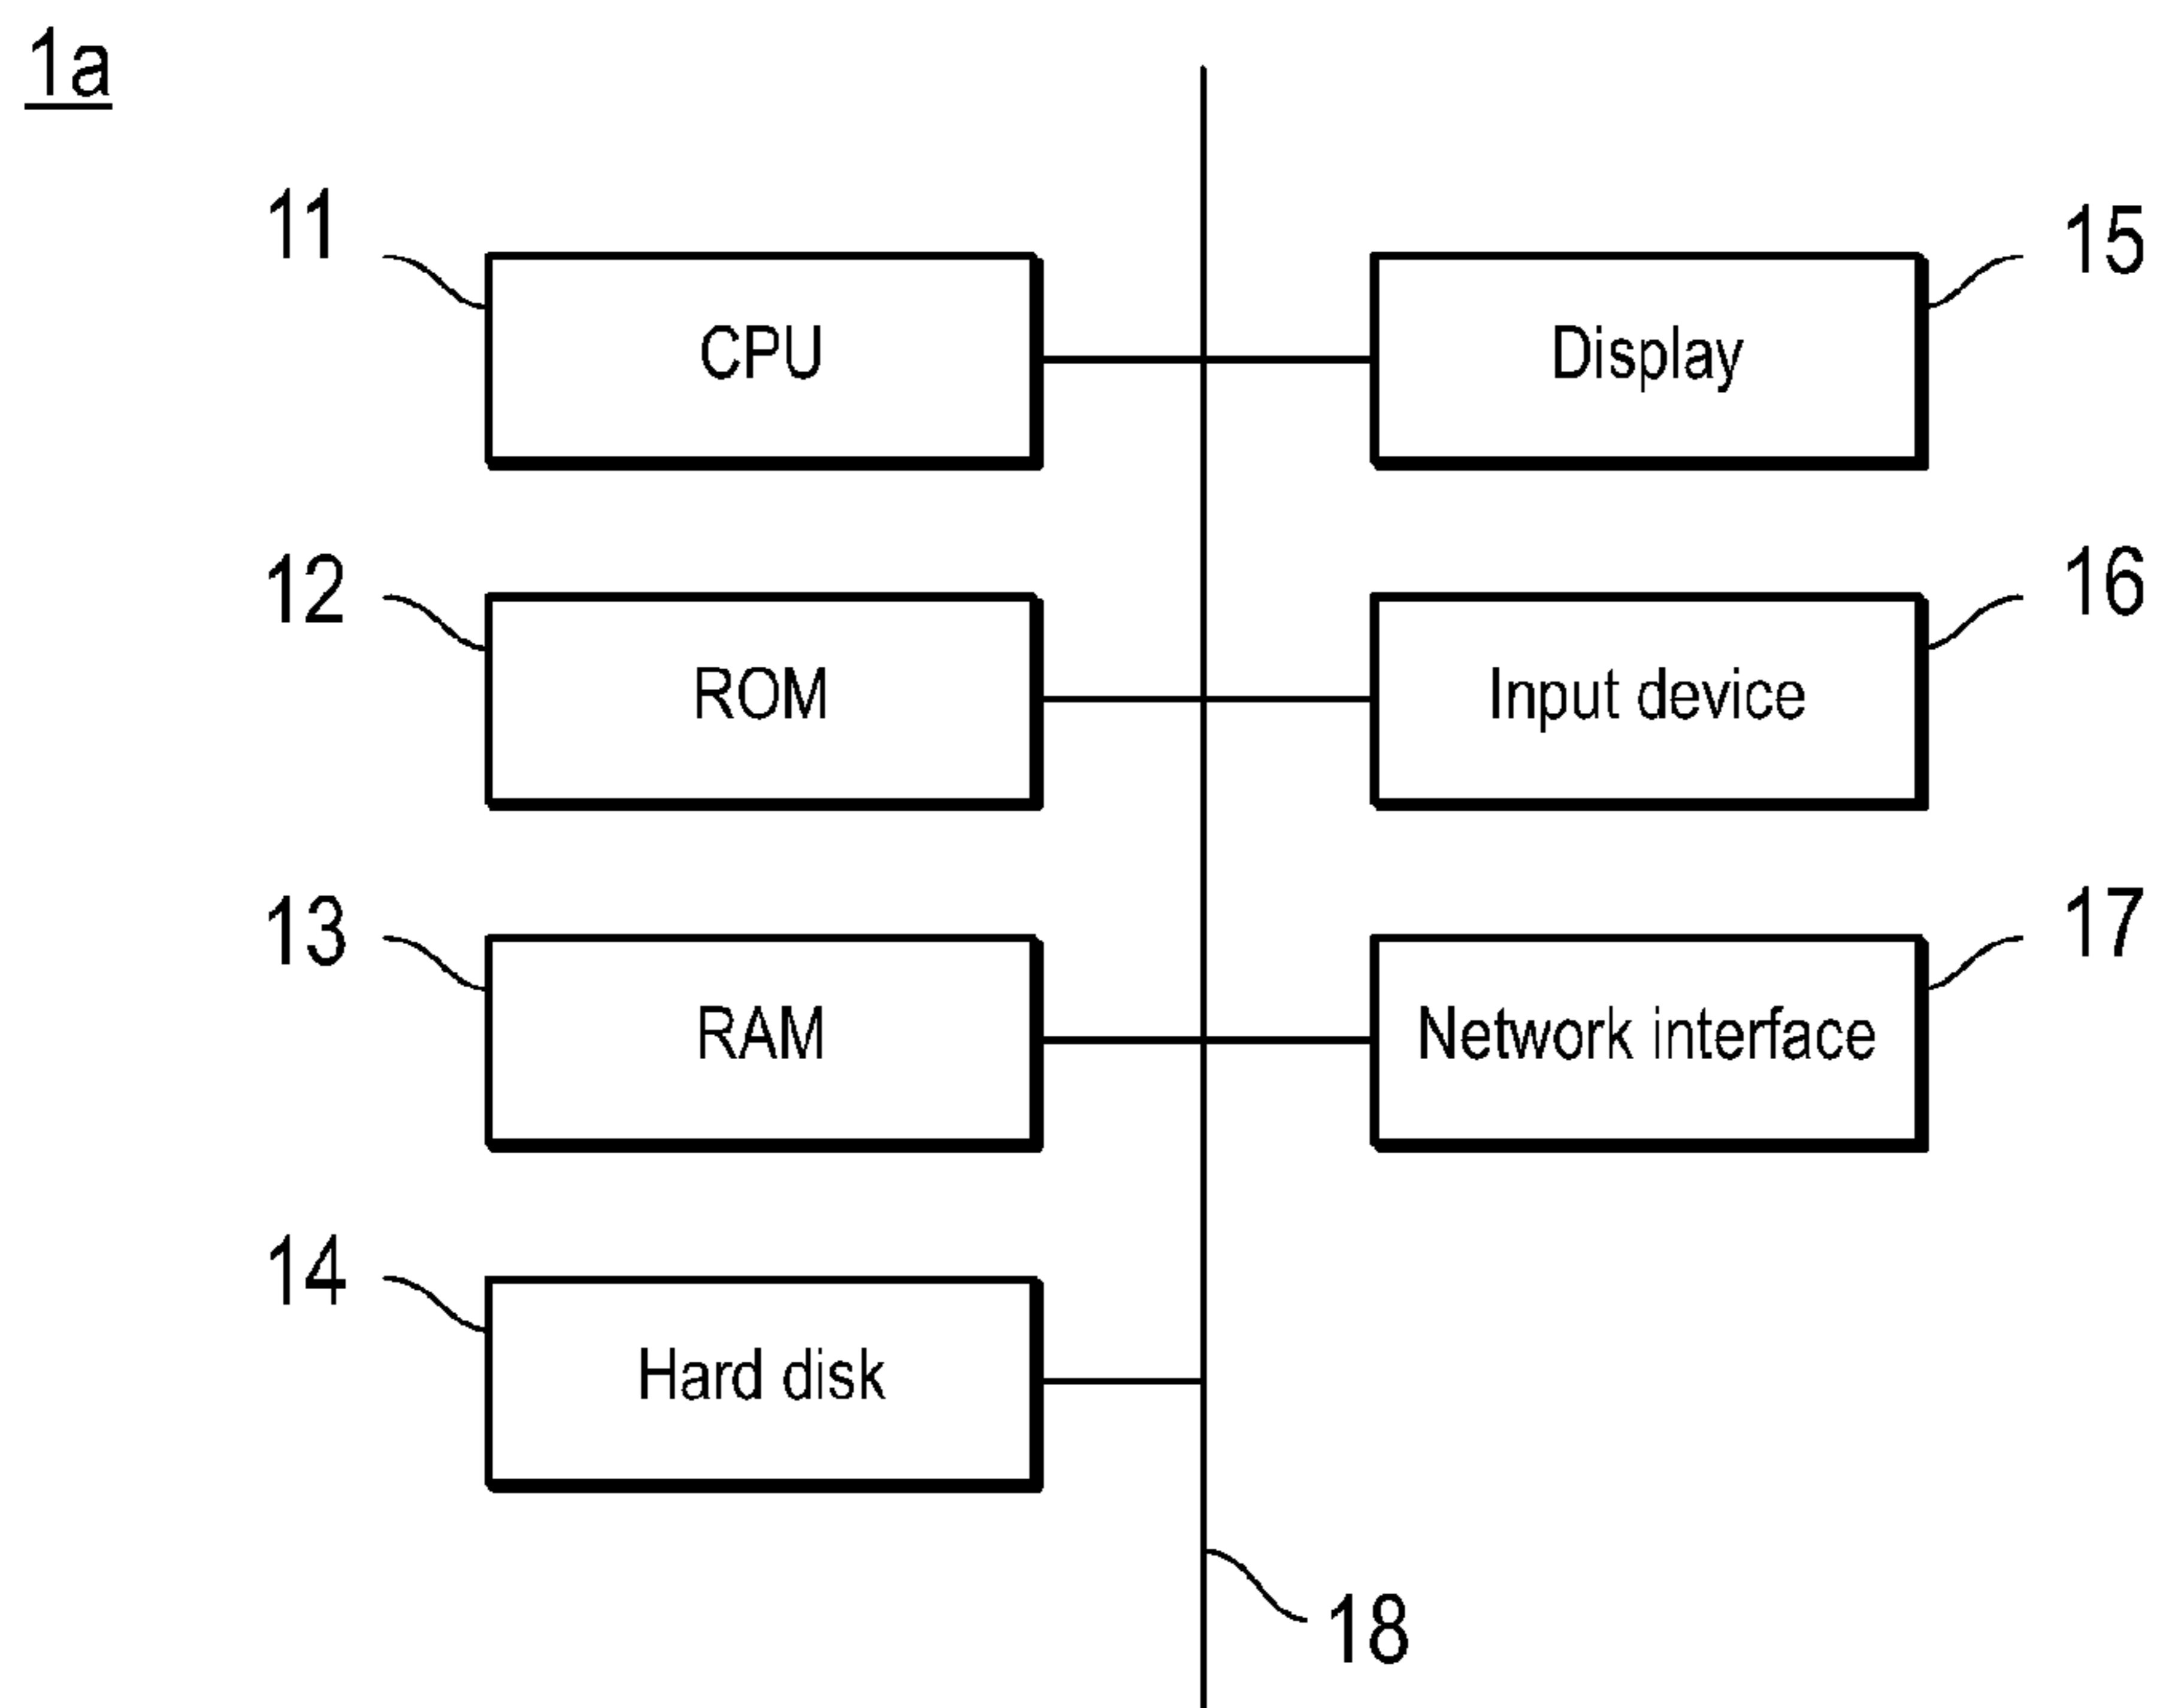 1a
11
CPU
15
Display
12
ROM
16
Input device
13
RAM
17
Network interface
14
Hard disk
18